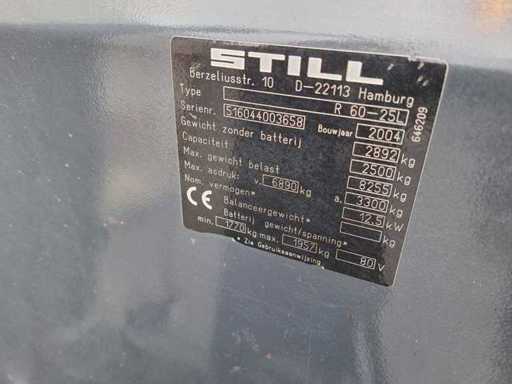 STILL
Berzeliusstr. 10 D-22113 Hamburg
Type R 60-25L
Serienr. 516044003658 Bouwjaar 2004
Gewicht zonder batterij 2892 kg
Capaciteit 2500 kg
Max. gewicht belast 8255 kg
Max. asdruk: v. 6890 kg a. 3300 kg
Nom. vermogen* 12.5 kW
Balanceergewicht* kg
Batterij gewicht/spanning*
min. 1770 kg max. 1957 kg 80 V
* Zie Gebruiksaanwijzing
CE
646209